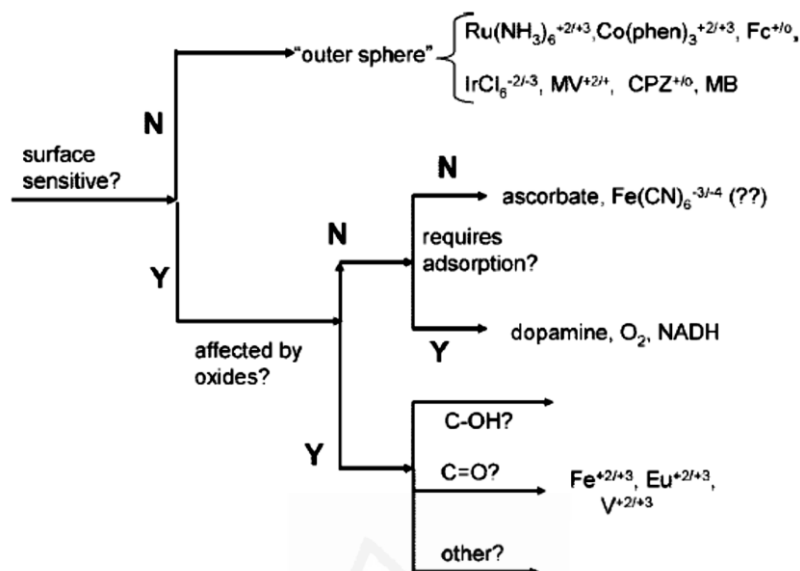 Ru(NH₃)₆⁺²/⁺³,Co(phen)₃⁺²/⁺³, Fc⁺/ᵒ,
"outer sphere"
IrCl₆⁻²/⁻³, MV⁺²/⁺, CPZ⁺/ᵒ, MB
N
surface
sensitive?
N
ascorbate, Fe(CN)₆⁻³/⁻⁴ (??)
N
requires
adsorption?
Y
Y
dopamine, O₂, NADH
affected by
oxides?
C-OH?
Y
C=O?
Fe⁺²/⁺³, Eu⁺²/⁺³,
V⁺²/⁺³
other?